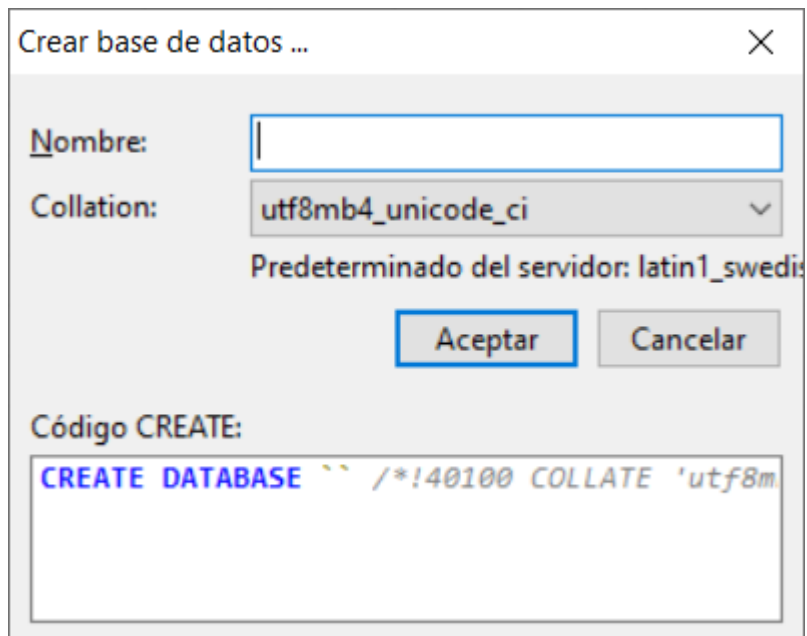 Crear base de datos ...
Nombre:
Collation: utf8mb4_unicode_ci
Predeterminado del servidor: latin1_swedis
Aceptar Cancelar
Código CREATE:
CREATE DATABASE `` /*!40100 COLLATE 'utf8m